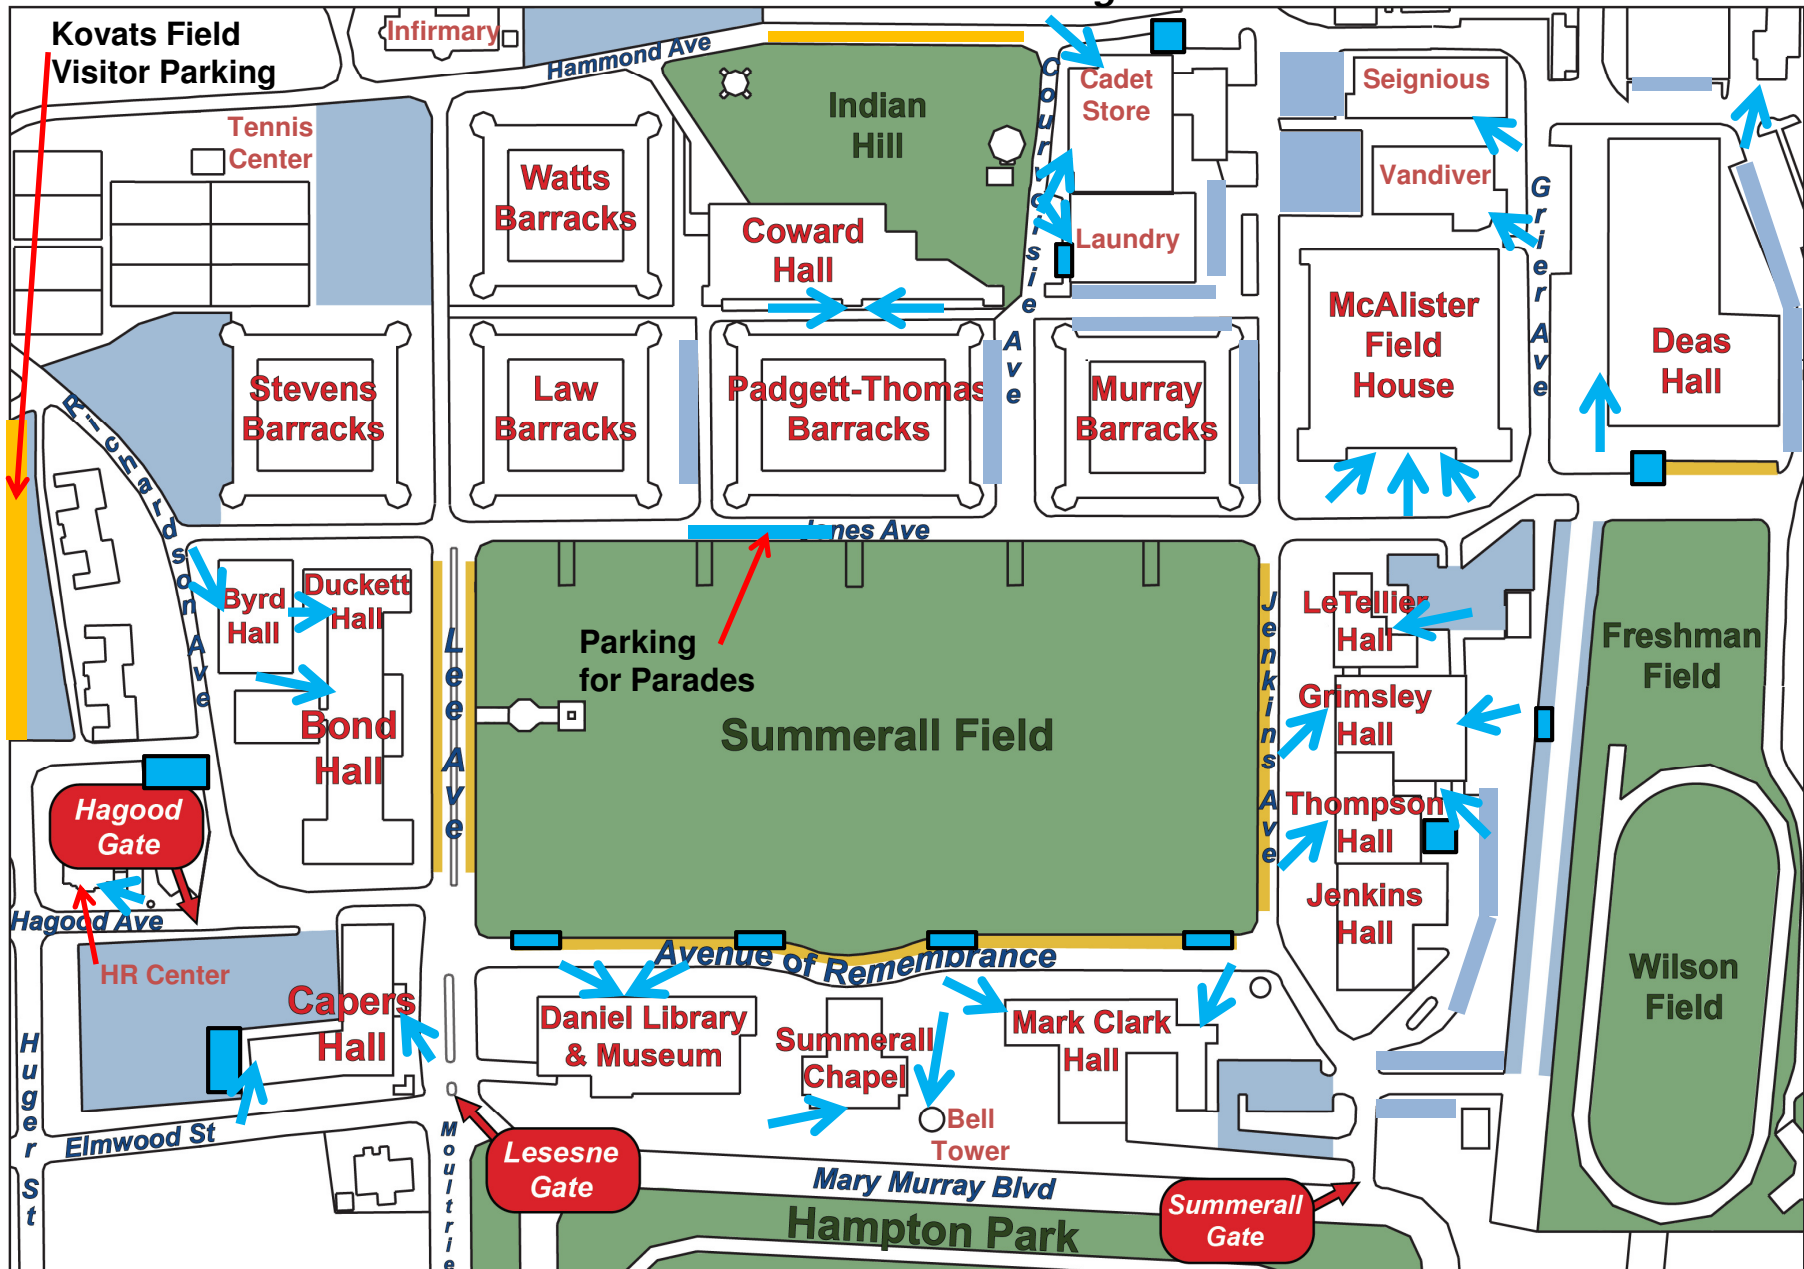 Kovats Field
Visitor Parking
Infirmary
Hammond Ave
Indian
Hill
Courvoisie Ave
Cadet
Store
Seignious
Tennis
Center
Watts
Barracks
Vandiver
Grier Ave
Coward
Hall
Laundry
McAlister
Field
House
Deas
Hall
Stevens
Barracks
Law
Barracks
Padgett-Thomas
Barracks
Murray
Barracks
Richardson Ave
Jones Ave
Byrd
Hall
Duckett
Hall
Lee Ave
Parking
for Parades
Jenkins Ave
LeTellier
Hall
Freshman
Field
Grimsley
Hall
Bond
Hall
Summerall Field
Hagood
Gate
Thompson
Hall
Jenkins
Hall
Hagood Ave
HR Center
Avenue of Remembrance
Wilson
Field
Capers
Hall
Daniel Library
& Museum
Summerall
Chapel
Mark Clark
Hall
Huger St
Elmwood St
Bell
Tower
Moultrie
Lesesne
Gate
Mary Murray Blvd
Summerall
Gate
Hampton Park